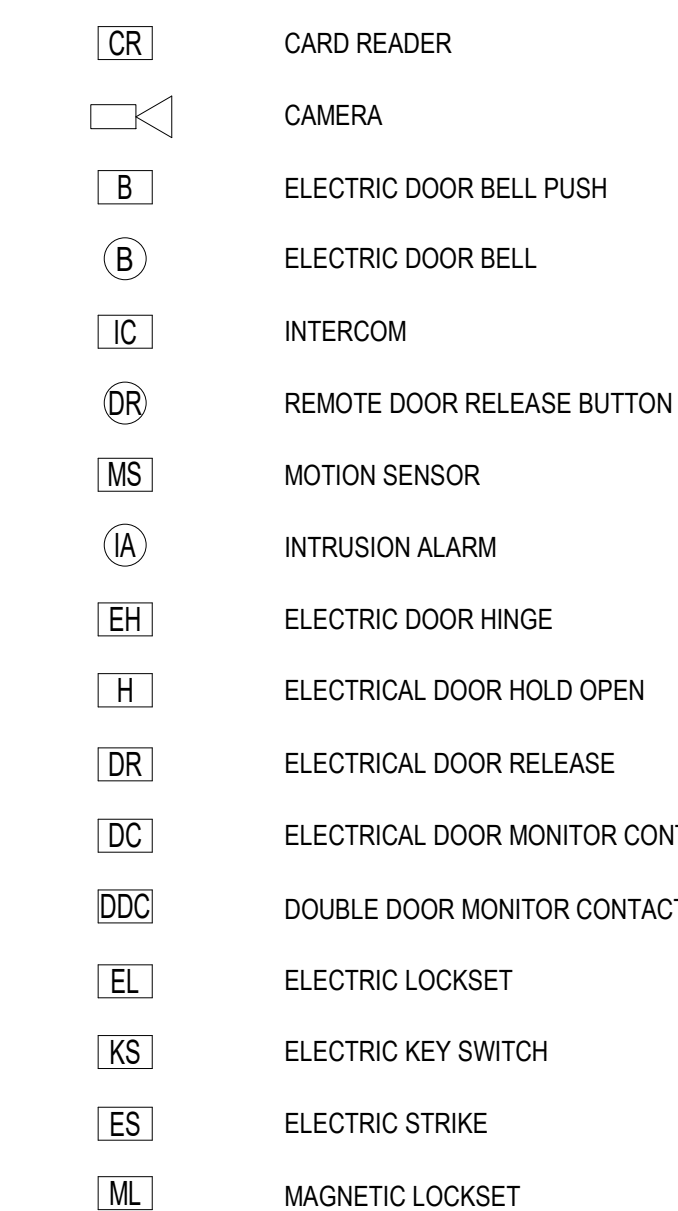 CR CARD READER
CAMERA
B ELECTRIC DOOR BELL PUSH
B ELECTRIC DOOR BELL
IC INTERCOM
DR REMOTE DOOR RELEASE BUTTON
MS MOTION SENSOR
IA INTRUSION ALARM
EH ELECTRIC DOOR HINGE
H ELECTRICAL DOOR HOLD OPEN
DR ELECTRICAL DOOR RELEASE
DC ELECTRICAL DOOR MONITOR
DDC DOUBLE DOOR MONITOR CONTACT
EL ELECTRIC LOCKSET
KS ELECTRIC KEY SWITCH
ES ELECTRIC STRIKE
ML MAGNETIC LOCKSET